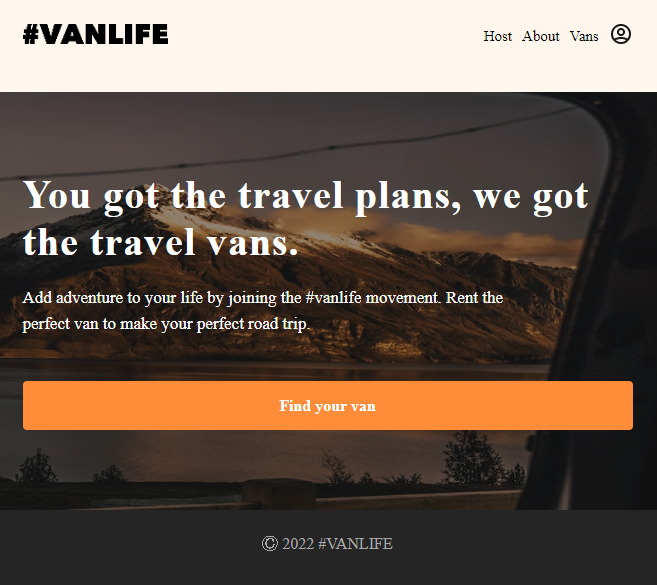 #VANLIFE
Host About Vans
You got the travel plans, we got
the travel vans.
Add adventure to your life by joining the #vanlife movement. Rent the
perfect van to make your perfect road trip.
Find your van
Ⓒ 2022 #VANLIFE